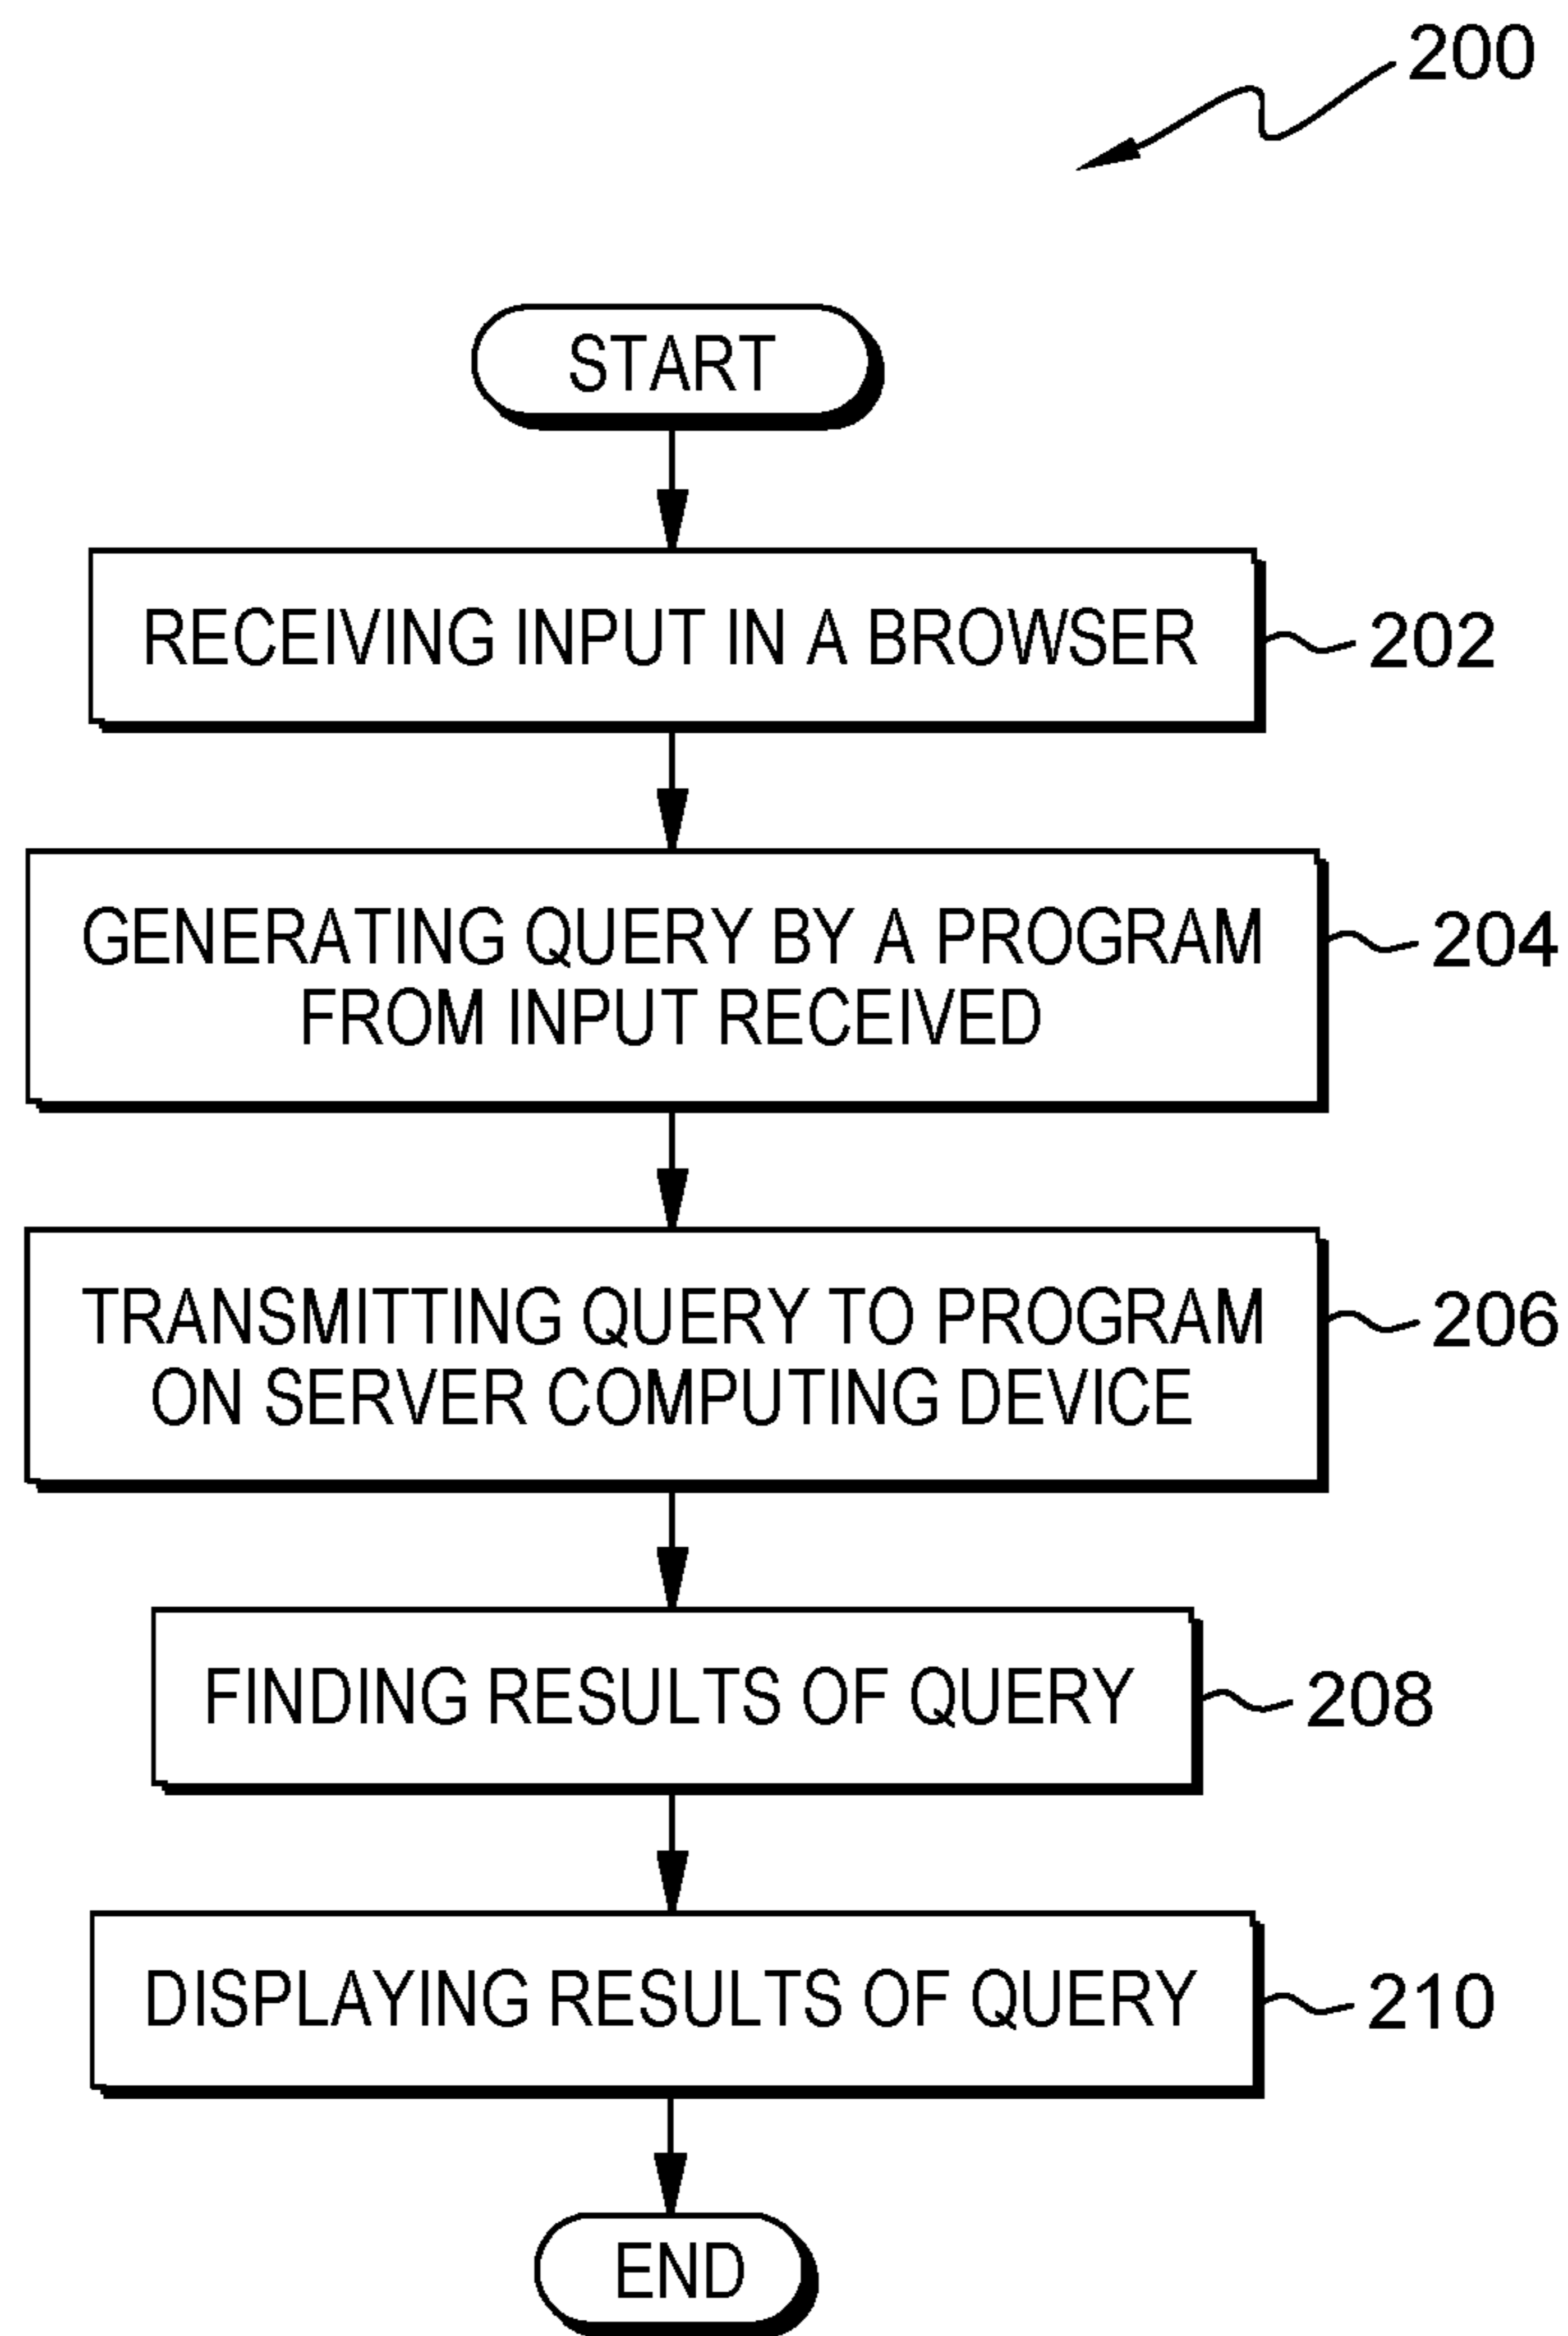 200
START
RECEIVING INPUT IN A BROWSER
202
GENERATING QUERY BY A PROGRAM
FROM INPUT RECEIVED
204
TRANSMITTING QUERY TO PROGRAM
ON SERVER COMPUTING DEVICE
206
FINDING RESULTS OF QUERY
208
DISPLAYING RESULTS OF QUERY
210
END